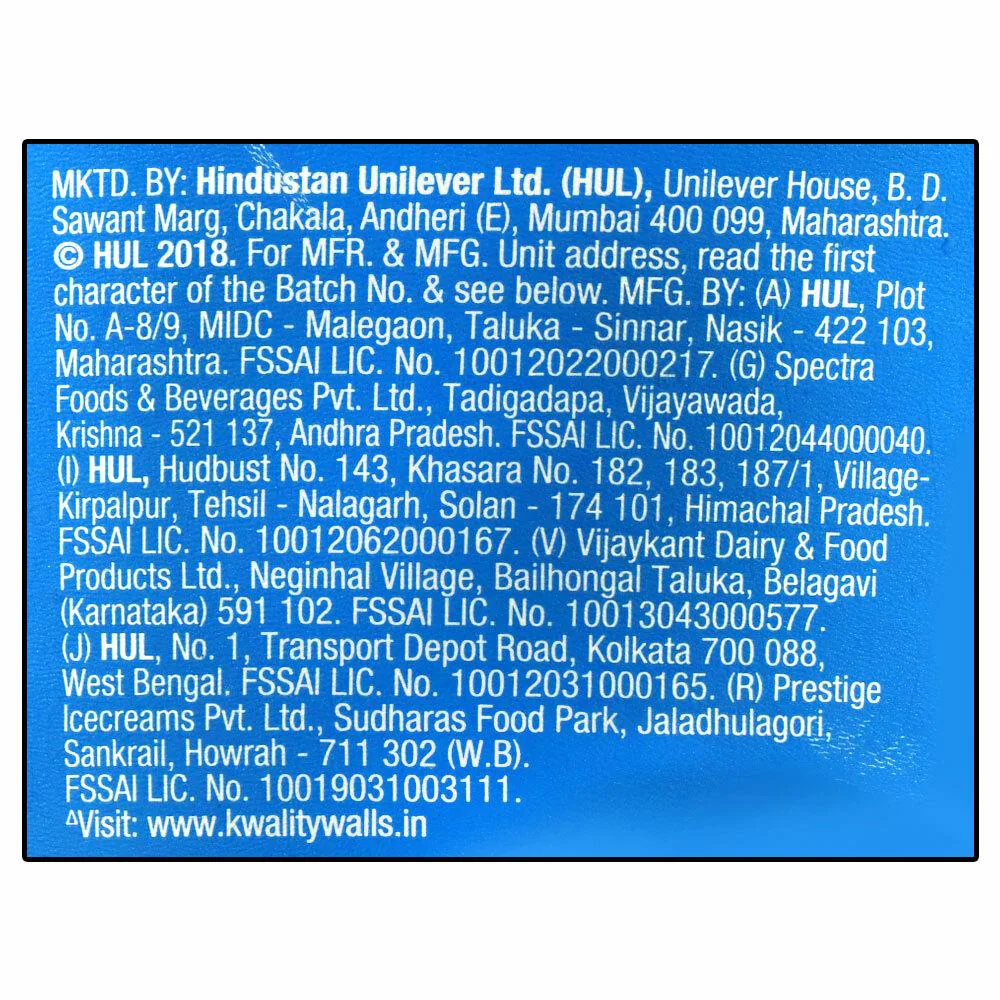 MKTD. BY: Hindustan Unilever Ltd. (HUL), Unilever House, B. D.
Sawant Marg, Chakala, Andheri (E), Mumbai 400 099, Maharashtra.
© HUL 2018. For MFR. & MFG. Unit address, read the first
character of the Batch No. & see below. MFG. BY: (A) HUL, Plot
No. A-8/9, MIDC - Malegaon, Taluka - Sinnar, Nasik - 422 103,
Maharashtra. FSSAI LIC. No. 10012022000217. (G) Spectra
Foods & Beverages Pvt. Ltd., Tadigadapa, Vijayawada,
Krishna - 521 137, Andhra Pradesh. FSSAI LIC. No. 10012044000040.
(I) HUL, Hudbust No. 143, Khasara No. 182, 183, 187/1, Village-
Kirpalpur, Tehsil - Nalagarh, Solan - 174 101, Himachal Pradesh.
FSSAI LIC. No. 10012062000167. (V) Vijaykant Dairy & Food
Products Ltd., Neginhal Village, Bailhongal Taluka, Belagavi
(Karnataka) 591 102. FSSAI LIC. No. 10013043000577.
(J) HUL, No. 1, Transport Depot Road, Kolkata 700 088,
West Bengal. FSSAI LIC. No. 10012031000165. (R) Prestige
Icecreams Pvt. Ltd., Sudharas Food Park, Jaladhulagori,
Sankrail, Howrah - 711 302 (W.B).
FSSAI LIC. No. 10019031003111.
ΔVisit: www.kwalitywalls.in